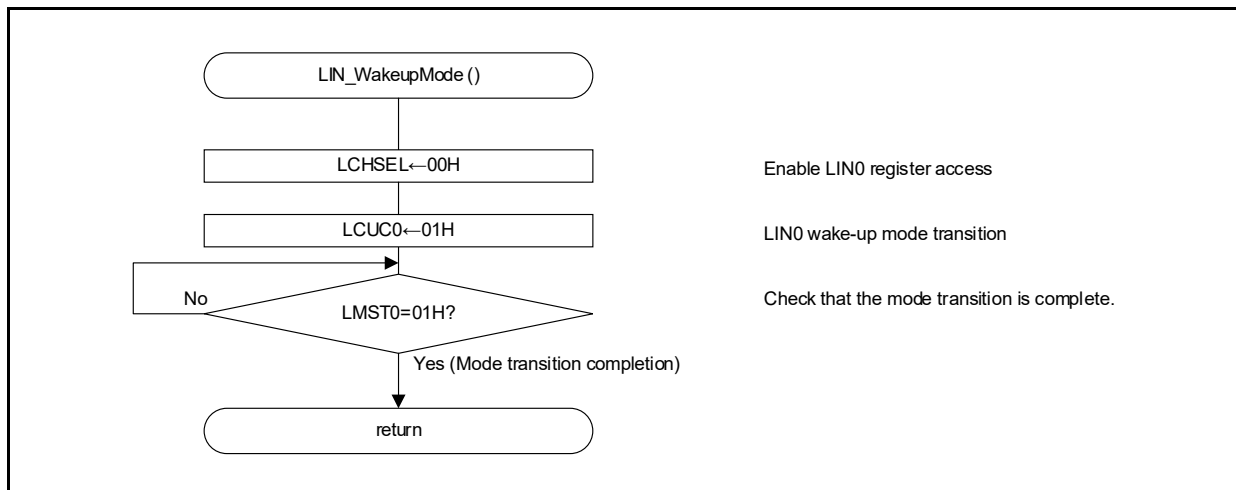 LIN_WakeupMode ()
LCHSEL←00H
Enable LIN0 register access
LCUC0←01H
LIN0 wake-up mode transition
No
LMST0=01H?
Check that the mode transition is complete.
Yes (Mode transition completion)
return